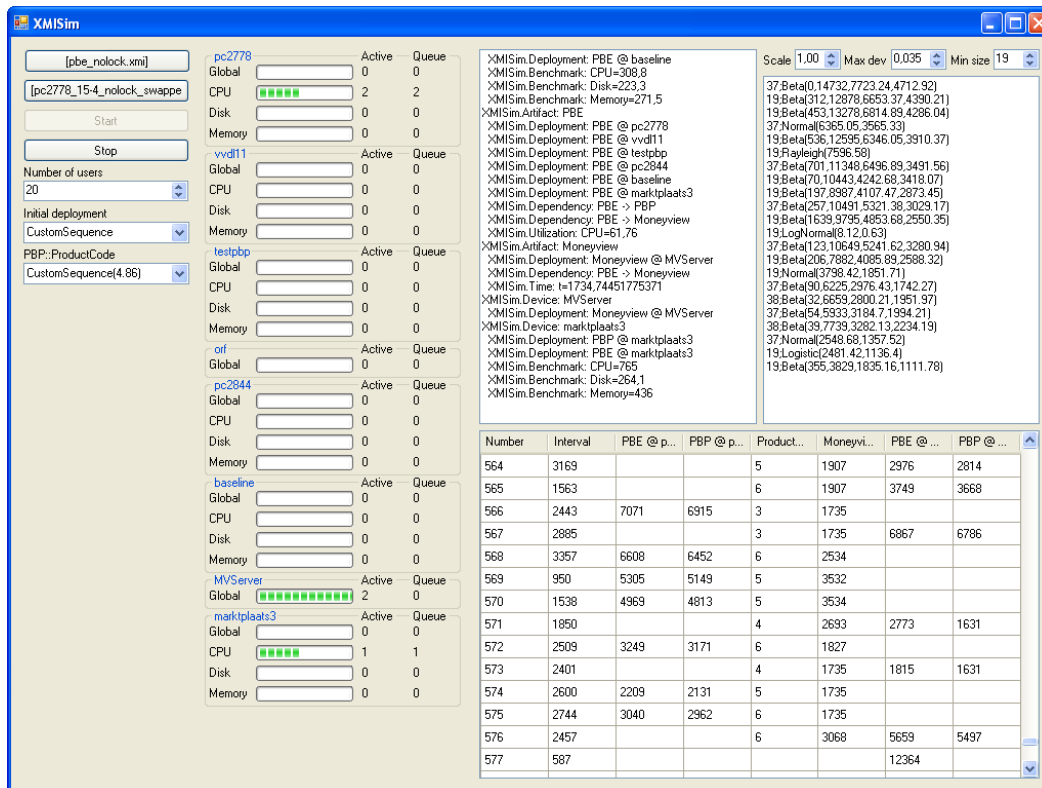 XMISim
[pbe_nolock.xmi]
[pc2778_15-4_nolock_swappe
Start
Stop
Number of users
20
Initial deployment
CustomSequence
PBP::ProductCode
CustomSequence(4.86)
pc2778 Active Queue
Global 0 0
CPU 2 2
Disk 0 0
Memory 0 0
vvdl11 Active Queue
Global 0 0
CPU 0 0
Disk 0 0
Memory 0 0
testpbp Active Queue
Global 0 0
CPU 0 0
Disk 0 0
Memory 0 0
orf Active Queue
Global 0 0
pc2844 Active Queue
Global 0 0
CPU 0 0
Disk 0 0
Memory 0 0
baseline Active Queue
Global 0 0
CPU 0 0
Disk 0 0
Memory 0 0
MVServer Active Queue
Global 2 0
marktplaats3 Active Queue
Global 0 0
CPU 1 1
Disk 0 0
Memory 0 0
XMISim.Deployment: PBE @ baseline
XMISim.Benchmark: CPU=308,8
XMISim.Benchmark: Disk=223,3
XMISim.Benchmark: Memory=271,5
XMISim.Artifact: PBE
XMISim.Deployment: PBE @ pc2778
XMISim.Deployment: PBE @ vvdl11
XMISim.Deployment: PBE @ testpbp
XMISim.Deployment: PBE @ pc2844
XMISim.Deployment: PBE @ baseline
XMISim.Deployment: PBE @ marktplaats3
XMISim.Dependency: PBE -> PBP
XMISim.Dependency: PBE -> Moneyview
XMISim.Utilization: CPU=61,76
XMISim.Artifact: Moneyview
XMISim.Deployment: Moneyview @ MVServer
XMISim.Dependency: PBE -> Moneyview
XMISim.Time: t=1734,74451775371
XMISim.Device: MVServer
XMISim.Deployment: Moneyview @ MVServer
XMISim.Device: marktplaats3
XMISim.Deployment: PBP @ marktplaats3
XMISim.Deployment: PBE @ marktplaats3
XMISim.Benchmark: CPU=765
XMISim.Benchmark: Disk=264,1
XMISim.Benchmark: Memory=436
Scale 1,00 Max dev 0,035 Min size 19
37;Beta(0,14732,7723.24,4712.92)
19;Beta(312,12878,6653.37,4390.21)
19;Beta(453,13278,6814.89,4286.04)
37;Normal(6365.05,3565.33)
19;Beta(536,12595,6346.05,3910.37)
19;Rayleigh(7596.58)
37;Beta(701,11348,6496.89,3491.56)
19;Beta(70,10443,4242.68,3418.07)
19;Beta(197,8987,4107.47,2873.45)
37;Beta(257,10491,5321.38,3029.17)
19;Beta(1639,9795,4853.68,2550.35)
19;LogNormal(8.12,0.63)
37;Beta(123,10649,5241.62,3280.94)
19;Beta(206,7882,4085.89,2588.32)
19;Normal(3798.42,1851.71)
37;Beta(90,6225,2976.43,1742.27)
38;Beta(32,6659,2800.21,1951.97)
37;Beta(54,5933,3184.7,1994.21)
38;Beta(39,7739,3282.13,2234.19)
37;Normal(2548.68,1357.52)
19;Logistic(2481.42,1136.4)
19;Beta(355,3829,1835.16,1111.78)
Number Interval PBE @ p... PBP @ p... Product... Moneyvi... PBE @ ... PBP @ ...
564 3169 5 1907 2976 2814
565 1563 6 1907 3749 3668
566 2443 7071 6915 3 1735
567 2885 3 1735 6867 6786
568 3357 6608 6452 6 2534
569 950 5305 5149 5 3532
570 1538 4969 4813 5 3534
571 1850 4 2693 2773 1631
572 2509 3249 3171 6 1827
573 2401 4 1735 1815 1631
574 2600 2209 2131 5 1735
575 2744 3040 2962 6 1735
576 2457 6 3068 5659 5497
577 587 12364